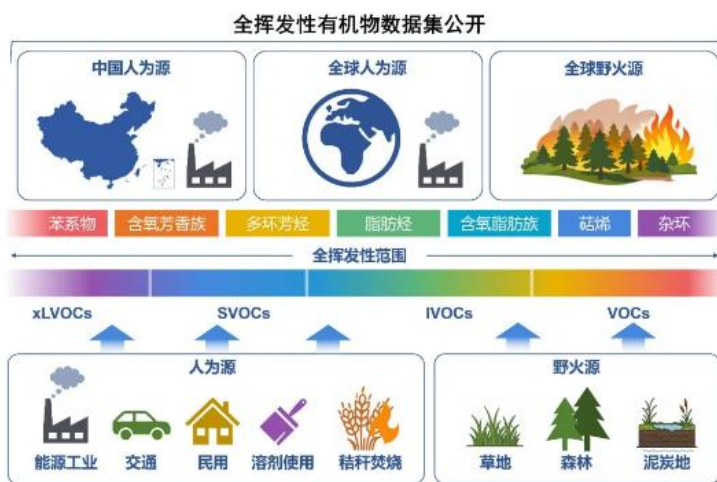 全挥发性有机物数据集公开
中国人为源 全球人为源 全球野火源
苯系物 含氧芳香族 多环芳烃 脂肪烃 含氧脂肪族 萜烯 杂环
全挥发性范围
xLVOCs SVOCs IVOCs VOCs
人为源 野火源
能源工业 交通 民用 溶剂使用 秸秆焚烧 草地 森林 泥炭地